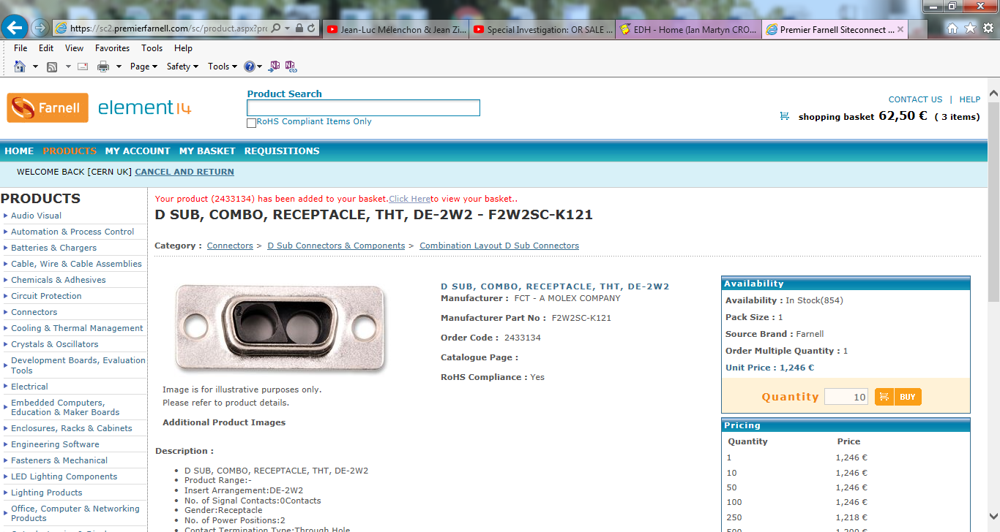 https://sc2.premierfarnell.com/sc/product.aspx?pr
Jean-Luc Mélenchon & Jean Zi...
Special Investigation: OR SALE ...
EDH - Home (Ian Martyn CRO...
Premier Farnell Siteconnect ...
File Edit View Favorites Tools Help
Page Safety Tools
Farnell element14
Product Search
RoHS Compliant Items Only
CONTACT US | HELP
shopping basket 62,50 € ( 3 items)
HOME PRODUCTS MY ACCOUNT MY BASKET REQUISITIONS
WELCOME BACK [CERN UK] CANCEL AND RETURN
PRODUCTS
Audio Visual
Automation & Process Control
Batteries & Chargers
Cable, Wire & Cable Assemblies
Chemicals & Adhesives
Circuit Protection
Connectors
Cooling & Thermal Management
Crystals & Oscillators
Development Boards, Evaluation
Tools
Electrical
Embedded Computers,
Education & Maker Boards
Enclosures, Racks & Cabinets
Engineering Software
Fasteners & Mechanical
LED Lighting Components
Lighting Products
Office, Computer & Networking
Products
Your product (2433134) has been added to your basket.Click Hereto view your basket..
D SUB, COMBO, RECEPTACLE, THT, DE-2W2 - F2W2SC-K121
Category : Connectors > D Sub Connectors & Components > Combination Layout D Sub Connectors
2
Image is for illustrative purposes only.
Please refer to product details.
Additional Product Images
D SUB, COMBO, RECEPTACLE, THT, DE-2W2
Manufacturer : FCT - A MOLEX COMPANY
Manufacturer Part No : F2W2SC-K121
Order Code : 2433134
Catalogue Page :
RoHS Compliance : Yes
Description :
D SUB, COMBO, RECEPTACLE, THT, DE-2W2
Product Range:-
Insert Arrangement:DE-2W2
No. of Signal Contacts:0Contacts
Gender:Receptacle
No. of Power Positions:2
Contact Termination Type:Through Hole
Availability
Availability : In Stock(854)
Pack Size : 1
Source Brand : Farnell
Order Multiple Quantity : 1
Unit Price : 1,246 €
Quantity 10 BUY
Pricing
Quantity Price
1 1,246 €
10 1,246 €
50 1,246 €
100 1,246 €
250 1,218 €